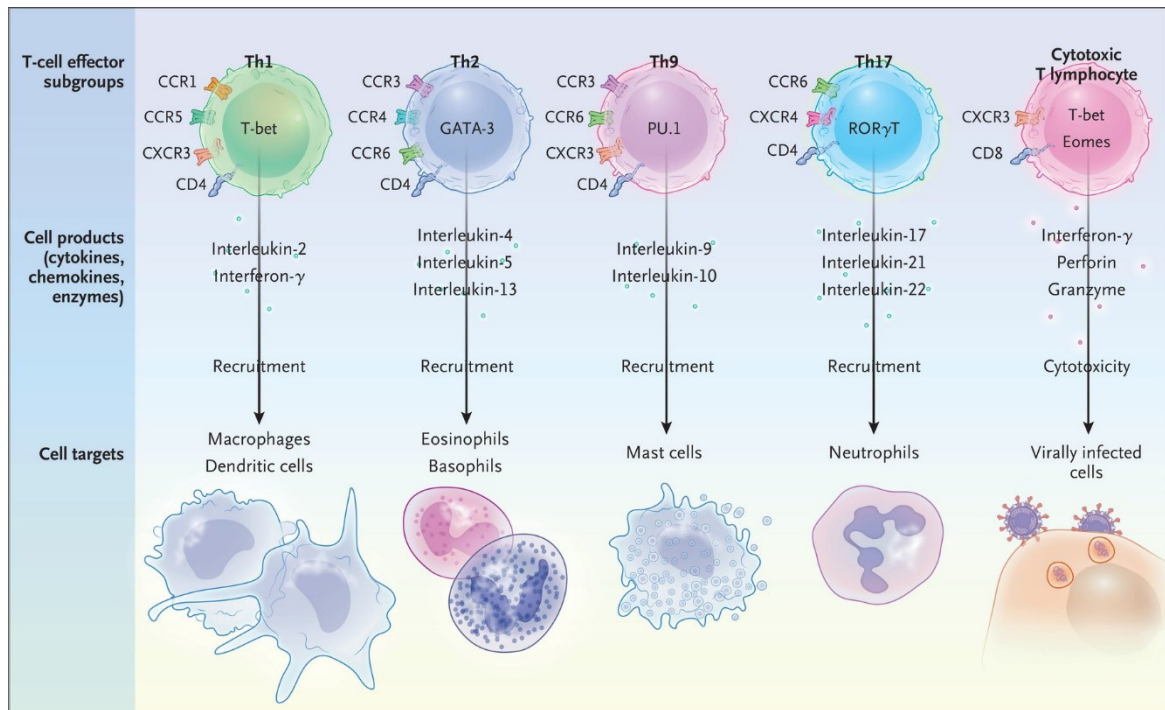 T-cell effector
subgroups
Th1
CCR1
CCR5
CXCR3
CD4
T-bet
Th2
CCR3
CCR4
CCR6
CD4
GATA-3
Th9
CCR3
CCR6
CXCR3
CD4
PU.1
Th17
CCR6
CXCR4
CD4
RORγT
Cytotoxic
T lymphocyte
CXCR3
CD8
T-bet
Eomes
Cell products
(cytokines,
chemokines,
enzymes)
Interleukin-2
Interferon-γ
Interleukin-4
Interleukin-5
Interleukin-13
Interleukin-9
Interleukin-10
Interleukin-17
Interleukin-21
Interleukin-22
Interferon-γ
Perforin
Granzyme
Recruitment
Recruitment
Recruitment
Recruitment
Cytotoxicity
Cell targets
Macrophages
Dendritic cells
Eosinophils
Basophils
Mast cells
Neutrophils
Virally infected
cells